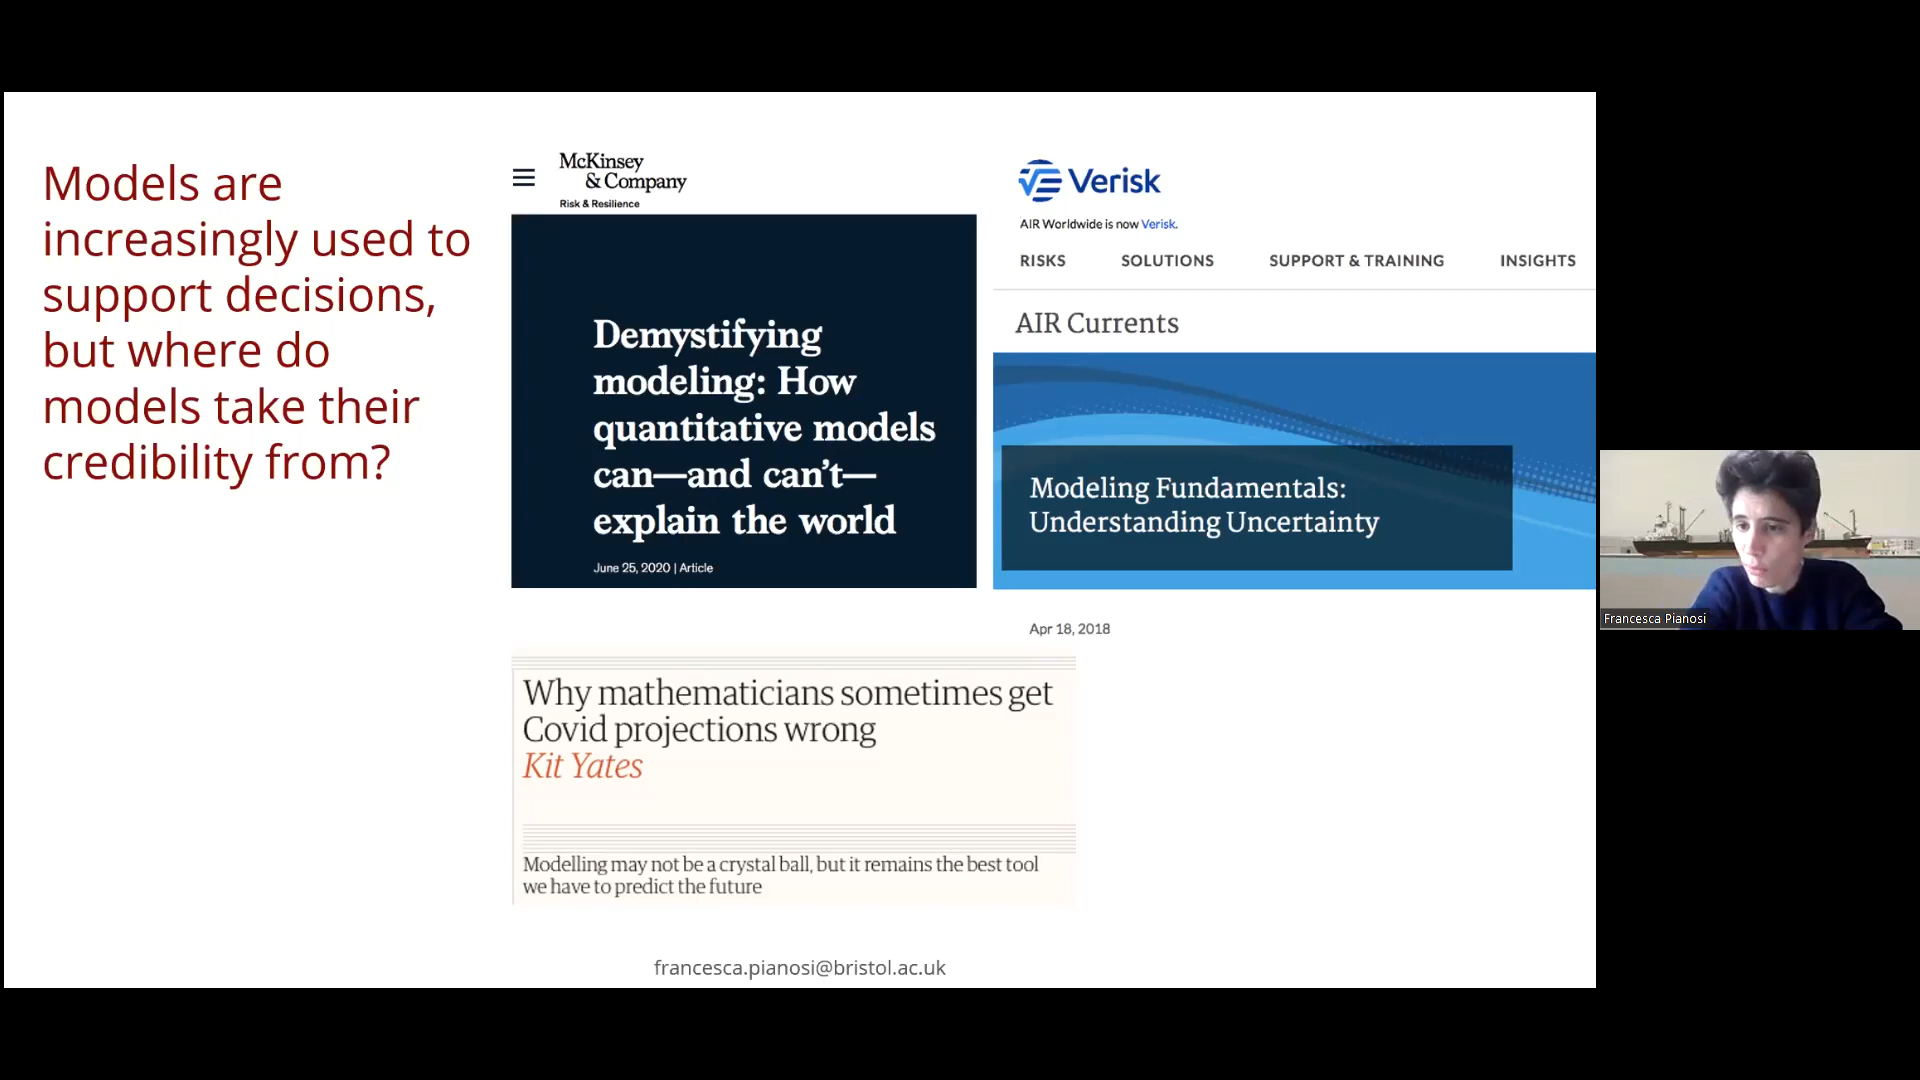 Models are
increasingly used to
support decisions,
but where do
models take their
credibility from?
McKinsey
& Company
Risk & Resilience
Demystifying
modeling: How
quantitative models
can—and can’t—
explain the world
June 25, 2020 | Article
Verisk
AIR Worldwide is now Verisk.
RISKS SOLUTIONS SUPPORT & TRAINING INSIGHTS
AIR Currents
Modeling Fundamentals:
Understanding Uncertainty
Apr 18, 2018
Why mathematicians sometimes get
Covid projections wrong
Kit Yates
Modelling may not be a crystal ball, but it remains the best tool
we have to predict the future
francesca.pianosi@bristol.ac.uk
Francesca Pianosi